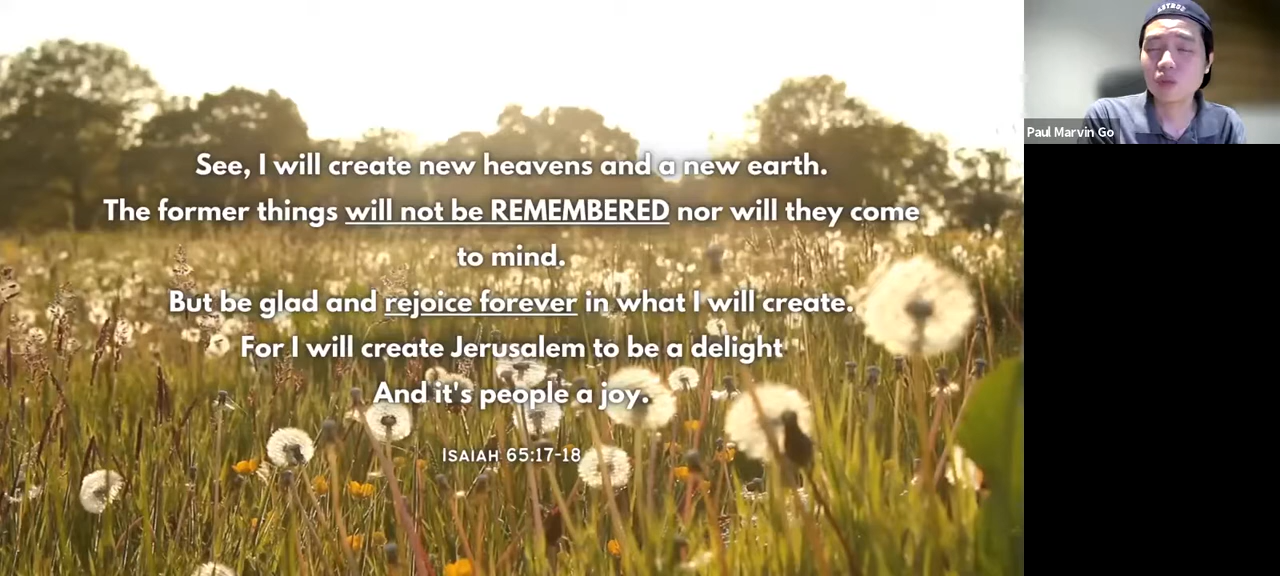 See, I will create new heavens and a new earth.
The former things will not be REMEMBERED nor will they come
to mind.
But be glad and rejoice forever in what I will create.
For I will create Jerusalem to be a delight
And it's people a joy.
ISAIAH 65:17-18
Paul Marvin Go